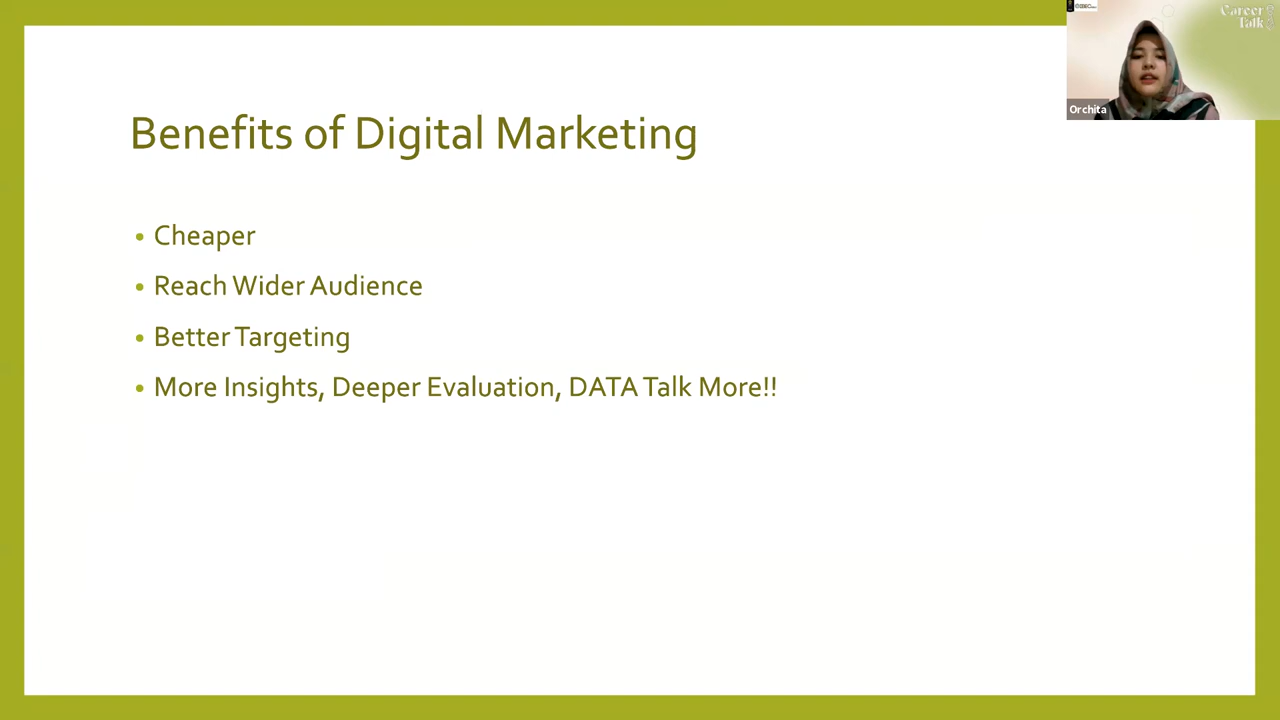 Career
Talk
Orchita
Benefits of Digital Marketing
• Cheaper
• Reach Wider Audience
• Better Targeting
• More Insights, Deeper Evaluation, DATA Talk More!!